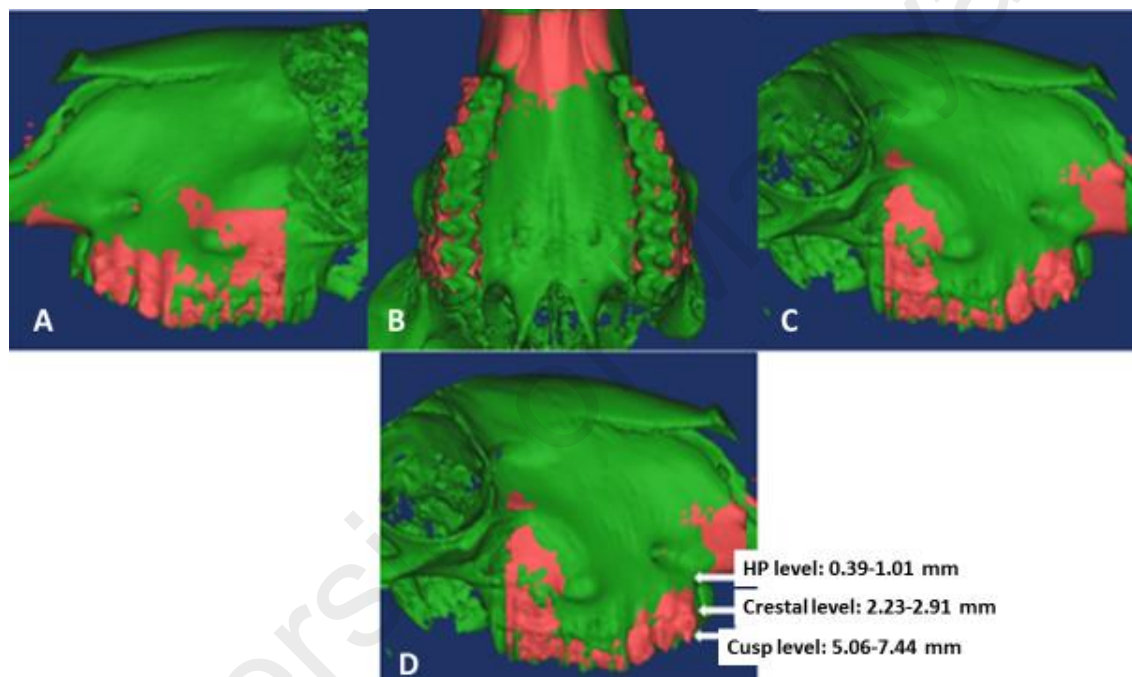 A
B
C
D
HP level: 0.39-1.01 mm
Crestal level: 2.23-2.91 mm
Cusp level: 5.06-7.44 mm